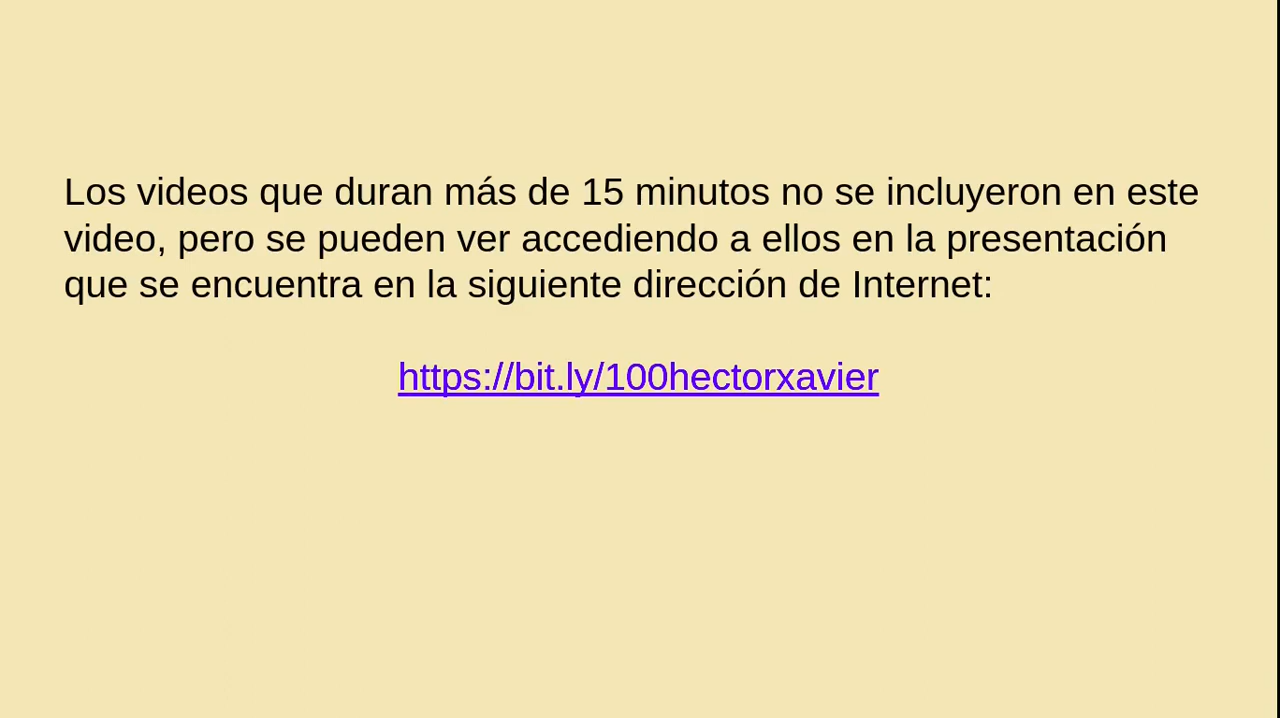 Los videos que duran más de 15 minutos no se incluyeron en este
video, pero se pueden ver accediendo a ellos en la presentación
que se encuentra en la siguiente dirección de Internet:
https://bit.ly/100hectorxavier